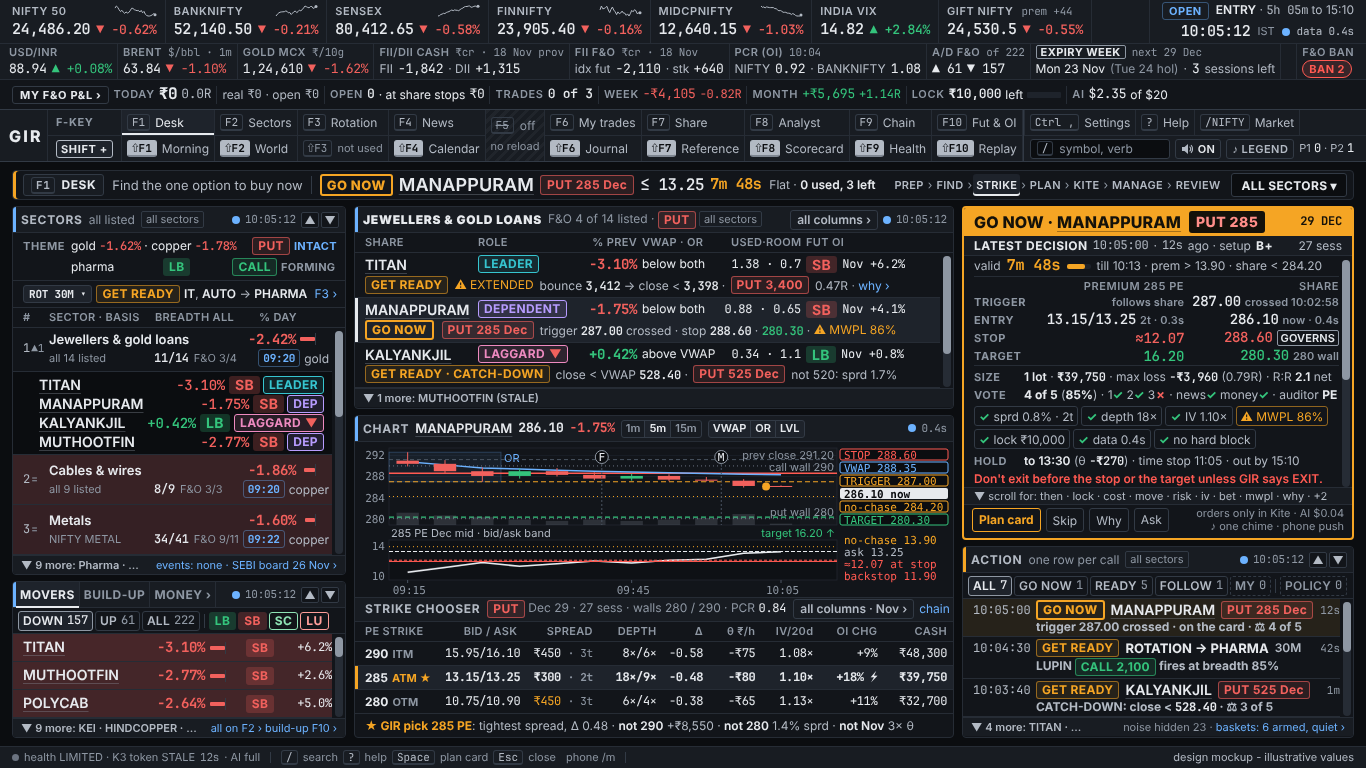 NIFTY 50 BANKNIFTY SENSEX FINNIFTY MIDCPNIFTY INDIA VIX GIFT NIFTY prem +44 OPEN ENTRY · 5h 05m to 15:10
24,486.20 ▼ -0.62% 52,140.50 ▼ -0.21% 80,412.65 ▼ -0.58% 23,905.40 ▼ -0.16% 12,640.15 ▼ -1.03% 14.82 ▲ +2.84% 24,530.5 ▼ -0.55% 10:05:12 IST ● data 0.4s
USD/INR BRENT $/bbl · 1m GOLD MCX ₹/10g FII/DII CASH ₹cr · 18 Nov prov FII F&O ₹cr · 18 Nov PCR (OI) 10:04 A/D F&O of 222 EXPIRY WEEK next 29 Dec F&O BAN
88.94 ▲ +0.08% 63.84 ▼ -1.10% 1,24,610 ▼ -1.62% FII -1,842 · DII +1,315 idx fut -2,110 · stk +640 NIFTY 0.92 · BANKNIFTY 1.08 ▲ 61 ▼ 157 Mon 23 Nov (Tue 24 hol) · 3 sessions left BAN 2
MY F&O P&L › TODAY ₹0 0.0R real ₹0 · open ₹0 OPEN 0 · at share stops ₹0 TRADES 0 of 3 WEEK -₹4,105 -0.82R MONTH +₹5,695 +1.14R LOCK ₹10,000 left AI $2.35 of $20
GIR F-KEY F1 Desk F2 Sectors F3 Rotation F4 News F5 off F6 My trades F7 Share F8 Analyst F9 Chain F10 Fut & OI Ctrl , Settings ? Help /NIFTY Market
SHIFT + ⇧F1 Morning ⇧F2 World ⇧F3 not used ⇧F4 Calendar no reload ⇧F6 Journal ⇧F7 Reference ⇧F8 Scorecard ⇧F9 Health ⇧F10 Replay / symbol, verb ON ♪ LEGEND P1 0 · P2 1
F1 DESK Find the one option to buy now GO NOW MANAPPURAM PUT 285 Dec ≤ 13.25 7m 48s Flat · 0 used, 3 left PREP › FIND › STRIKE › PLAN › KITE › MANAGE › REVIEW ALL SECTORS ▾
SECTORS all listed all sectors ● 10:05:12 ▲ ▼
THEME gold -1.62% · copper -1.78% PUT INTACT
pharma LB CALL FORMING
ROT 30M ▾ GET READY IT, AUTO → PHARMA F3 ›
# SECTOR · BASIS BREADTH ALL % DAY
1▲1 Jewellers & gold loans -2.42%
all 14 listed 11/14 F&O 3/4 09:20 gold
TITAN -3.10% SB LEADER
MANAPPURAM -1.75% SB DEP
KALYANKJIL +0.42% LB LAGGARD ▼
MUTHOOTFIN -2.77% SB DEP
2= Cables & wires -1.86%
all 9 listed 8/9 F&O 3/3 09:20 copper
3= Metals -1.60%
NIFTY METAL 34/41 F&O 9/11 09:22 copper
▼ 9 more: Pharma · ... events: none · SEBI board 26 Nov ›
MOVERS BUILD-UP MONEY › ● 10:05:12 ▲ ▼
DOWN 157 UP 61 ALL 222 LB SB SC LU
TITAN -3.10% SB +6.2%
MUTHOOTFIN -2.77% SB +2.6%
POLYCAB -2.64% SB +5.0%
▼ 9 more: KEI · HINDCOPPER · ... all on F2 › build-up F10 ›
JEWELLERS & GOLD LOANS F&O 4 of 14 listed · PUT all columns › ● 10:05:12
SHARE ROLE % PREV VWAP · OR USED·ROOM FUT OI
TITAN LEADER -3.10% below both 1.38 · 0.7 SB Nov +6.2%
GET READY ▲ EXTENDED bounce 3,412 → close < 3,398 · PUT 3,400 0.47R · why ›
MANAPPURAM DEPENDENT -1.75% below both 0.88 · 0.65 SB Nov +4.1%
GO NOW PUT 285 Dec trigger 287.00 crossed · stop 288.60 · 280.30 · ⚠ MWPL 86%
KALYANKJIL LAGGARD ▼ +0.42% above VWAP 0.34 · 1.1 LB Nov +0.8%
GET READY · CATCH-DOWN close < VWAP 528.40 · PUT 525 Dec not 520: sprd 1.7%
▼ 1 more: MUTHOOTFIN (STALE)
CHART MANAPPURAM 286.10 -1.75% 1m 5m 15m VWAP OR LVL ● 0.4s
292 OR F M prev close 291.20 STOP 288.60
288 call wall 290 VWAP 288.35
TRIGGER 287.00
284 286.10 now
no-chase 284.20
280 put wall 280 TARGET 280.30
285 PE Dec mid · bid/ask band target 16.20 ↑ no-chase 13.90
14 ask 13.25
≈12.07 at stop
10 backstop 11.90
09:15 09:45 10:05
STRIKE CHOOSER PUT Dec 29 · 27 sess · walls 280 / 290 · PCR 0.84 all columns · Nov › chain
PE STRIKE BID / ASK SPREAD DEPTH Δ θ ₹/h IV/20d OI CHG CASH
290 ITM 15.95/16.10 ₹450 · 3t 8×/6× -0.58 -₹75 1.08× +9% ₹48,300
285 ATM ★ 13.15/13.25 ₹300 · 2t 18×/9× -0.48 -₹80 1.10× +18% ⚡ ₹39,750
280 OTM 10.75/10.90 ₹450 · 3t 6×/4× -0.38 -₹65 1.13× +11% ₹32,700
★ GIR pick 285 PE: tightest spread, Δ 0.48 · not 290 +₹8,550 · not 280 1.4% sprd · not Nov 3× θ
GO NOW · MANAPPURAM PUT 285 29 DEC
LATEST DECISION 10:05:00 · 12s ago · setup B+ 27 sess
valid 7m 48s till 10:13 · prem > 13.90 · share < 284.20
PREMIUM 285 PE SHARE
TRIGGER follows share 287.00 crossed 10:02:58
ENTRY 13.15/13.25 2t · 0.3s 286.10 now · 0.4s
STOP ≈12.07 288.60 GOVERNS
TARGET 16.20 280.30 280 wall
SIZE 1 lot · ₹39,750 · max loss -₹3,960 (0.79R) · R:R 2.1 net
VOTE 4 of 5 (85%) · 1✓ 2✓ 3× · news✓ money✓ · auditor PE
✓ sprd 0.8% · 2t ✓ depth 18× ✓ IV 1.10× ⚠ MWPL 86%
✓ lock ₹10,000 ✓ data 0.4s ✓ no hard block
HOLD to 13:30 (θ -₹270) · time stop 11:05 · out by 15:10
Don't exit before the stop or the target unless GIR says EXIT.
▼ scroll for: then · lock · cost · move · risk · iv · bet · mwpl · why · +2
Plan card Skip Why Ask orders only in Kite · AI $0.04
♪ one chime · phone push
ACTION one row per call all sectors ● 10:05:12 ▲ ▼
ALL 7 GO NOW 1 READY 5 FOLLOW 1 MY 0 POLICY 0
10:05:00 GO NOW MANAPPURAM PUT 285 Dec 12s
trigger 287.00 crossed · on the card · ⚖ 4 of 5
10:04:30 GET READY ROTATION → PHARMA 30M 42s
LUPIN CALL 2,100 fires at breadth 85%
10:03:40 GET READY KALYANKJIL PUT 525 Dec 1m
CATCH-DOWN: close < 528.40 · ⚖ 3 of 5
▼ 4 more: TITAN · ... noise hidden 23 · baskets: 6 armed, quiet ›
● health LIMITED · K3 token STALE 12s · AI full / search ? help Space plan card Esc close phone /m design mockup - illustrative values